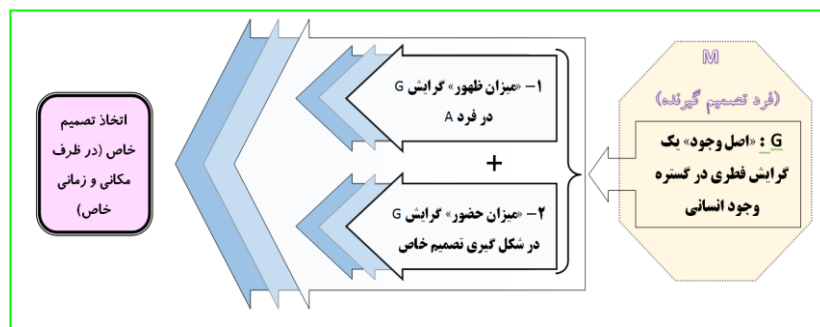 M
(فرد تصمیم گیرنده)
G : «اصل وجود» یک
گرایش فطری در گستره
وجود انسانی
۱- «میزان ظهور» گرایش G
در فرد A
+
۲- «میزان حضور» گرایش G
در شکل گیری تصمیم خاص
اتخاذ تصمیم
خاص (در ظرف
مکانی و زمانی
خاص)